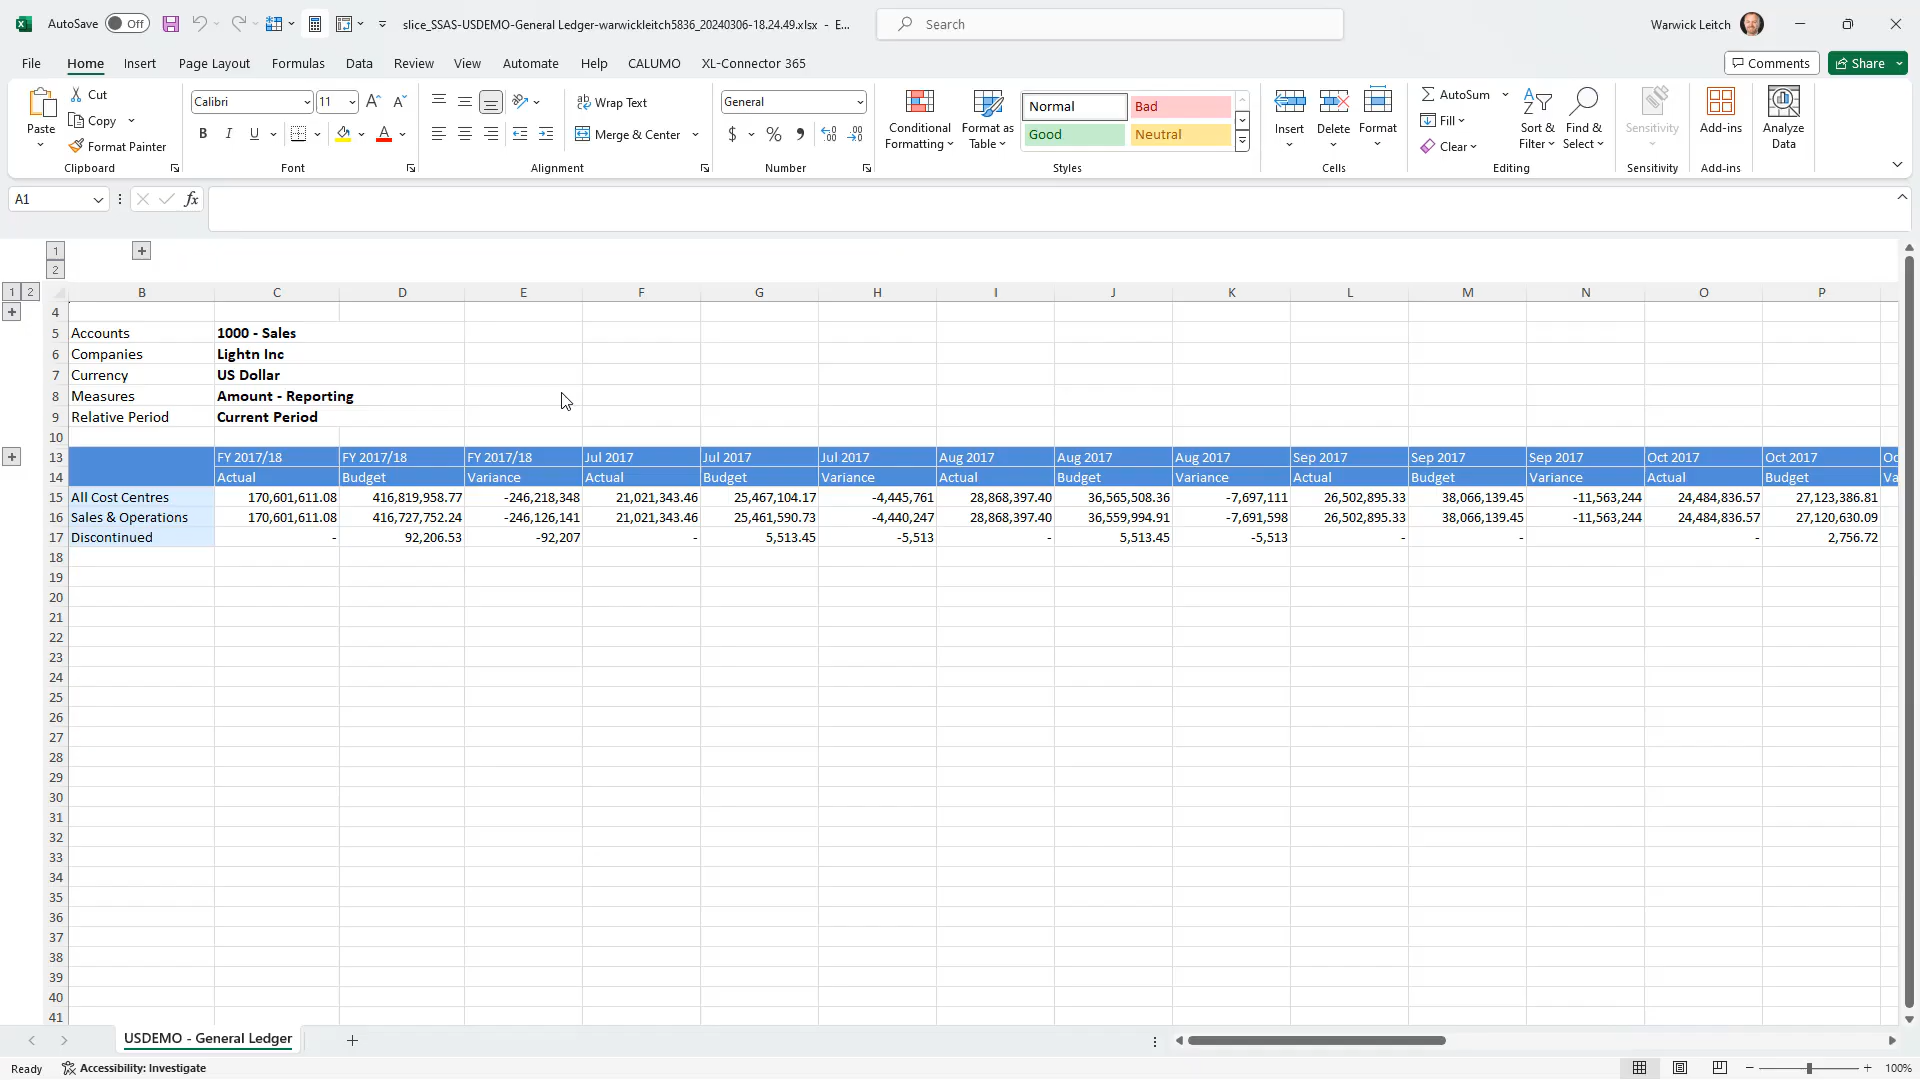 AutoSave Off slice_SSAS-USDEMO-General Ledger-warwickleitch5836_20240306-18.24.49.xlsx - E... Search Warwick Leitch
File Home Insert Page Layout Formulas Data Review View Automate Help CALUMO XL-Connector 365 Comments Share
Paste Cut Copy Format Painter Clipboard
Calibri 11 B I U A Font
Wrap Text Merge & Center Alignment
General $ % Number
Conditional Formatting Format as Table Normal Bad Good Neutral Styles
Insert Delete Format Cells
AutoSum Fill Clear Sort & Filter Find & Select Editing
Sensitivity Sensitivity
Add-ins Add-ins
Analyze Data
A1 fx
1
2
1 2 B C D E F G H I J K L M N O P
4
5 Accounts 1000 - Sales
6 Companies Lightn Inc
7 Currency US Dollar
8 Measures Amount - Reporting
9 Relative Period Current Period
10
13 FY 2017/18 FY 2017/18 FY 2017/18 Jul 2017 Jul 2017 Jul 2017 Aug 2017 Aug 2017 Aug 2017 Sep 2017 Sep 2017 Sep 2017 Oct 2017 Oct 2017 Oc
14 Actual Budget Variance Actual Budget Variance Actual Budget Variance Actual Budget Variance Actual Budget Va
15 All Cost Centres 170,601,611.08 416,819,958.77 -246,218,348 21,021,343.46 25,467,104.17 -4,445,761 28,868,397.40 36,565,508.36 -7,697,111 26,502,895.33 38,066,139.45 -11,563,244 24,484,836.57 27,123,386.81
16 Sales & Operations 170,601,611.08 416,727,752.24 -246,126,141 21,021,343.46 25,461,590.73 -4,440,247 28,868,397.40 36,559,994.91 -7,691,598 26,502,895.33 38,066,139.45 -11,563,244 24,484,836.57 27,120,630.09
17 Discontinued - 92,206.53 -92,207 - 5,513.45 -5,513 - 5,513.45 -5,513 - - - 2,756.72
18
19
20
21
22
23
24
25
26
27
28
29
30
31
32
33
34
35
36
37
38
39
40
41
USDEMO - General Ledger
Ready Accessibility: Investigate 100%